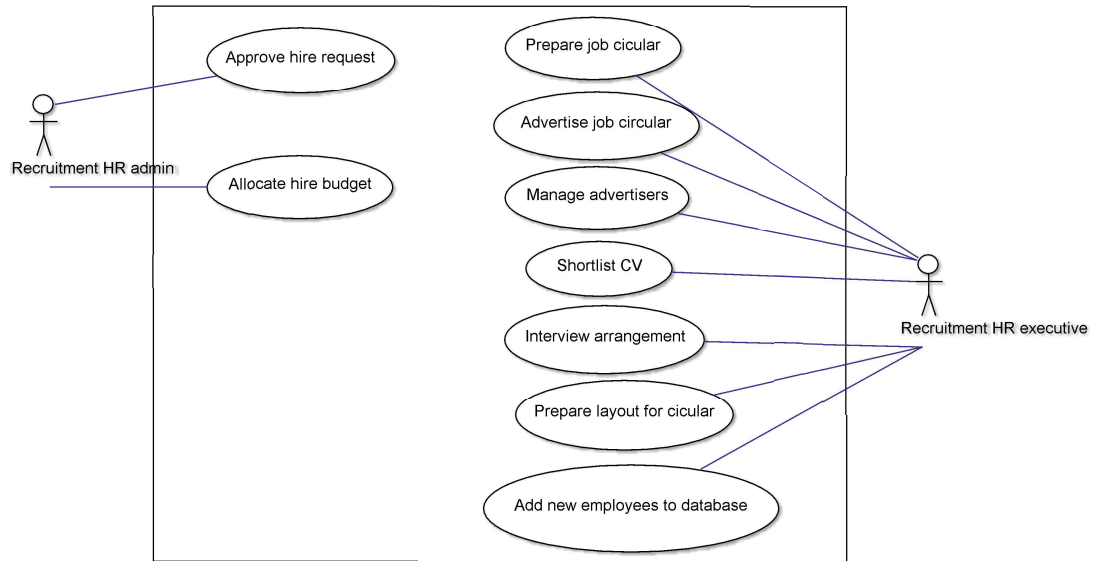 Approve hire request
Prepare job cicular
Advertise job circular
Recruitment HR admin
Allocate hire budget
Manage advertisers
Shortlist CV
Recruitment HR executive
Interview arrangement
Prepare layout for cicular
Add new employees to database